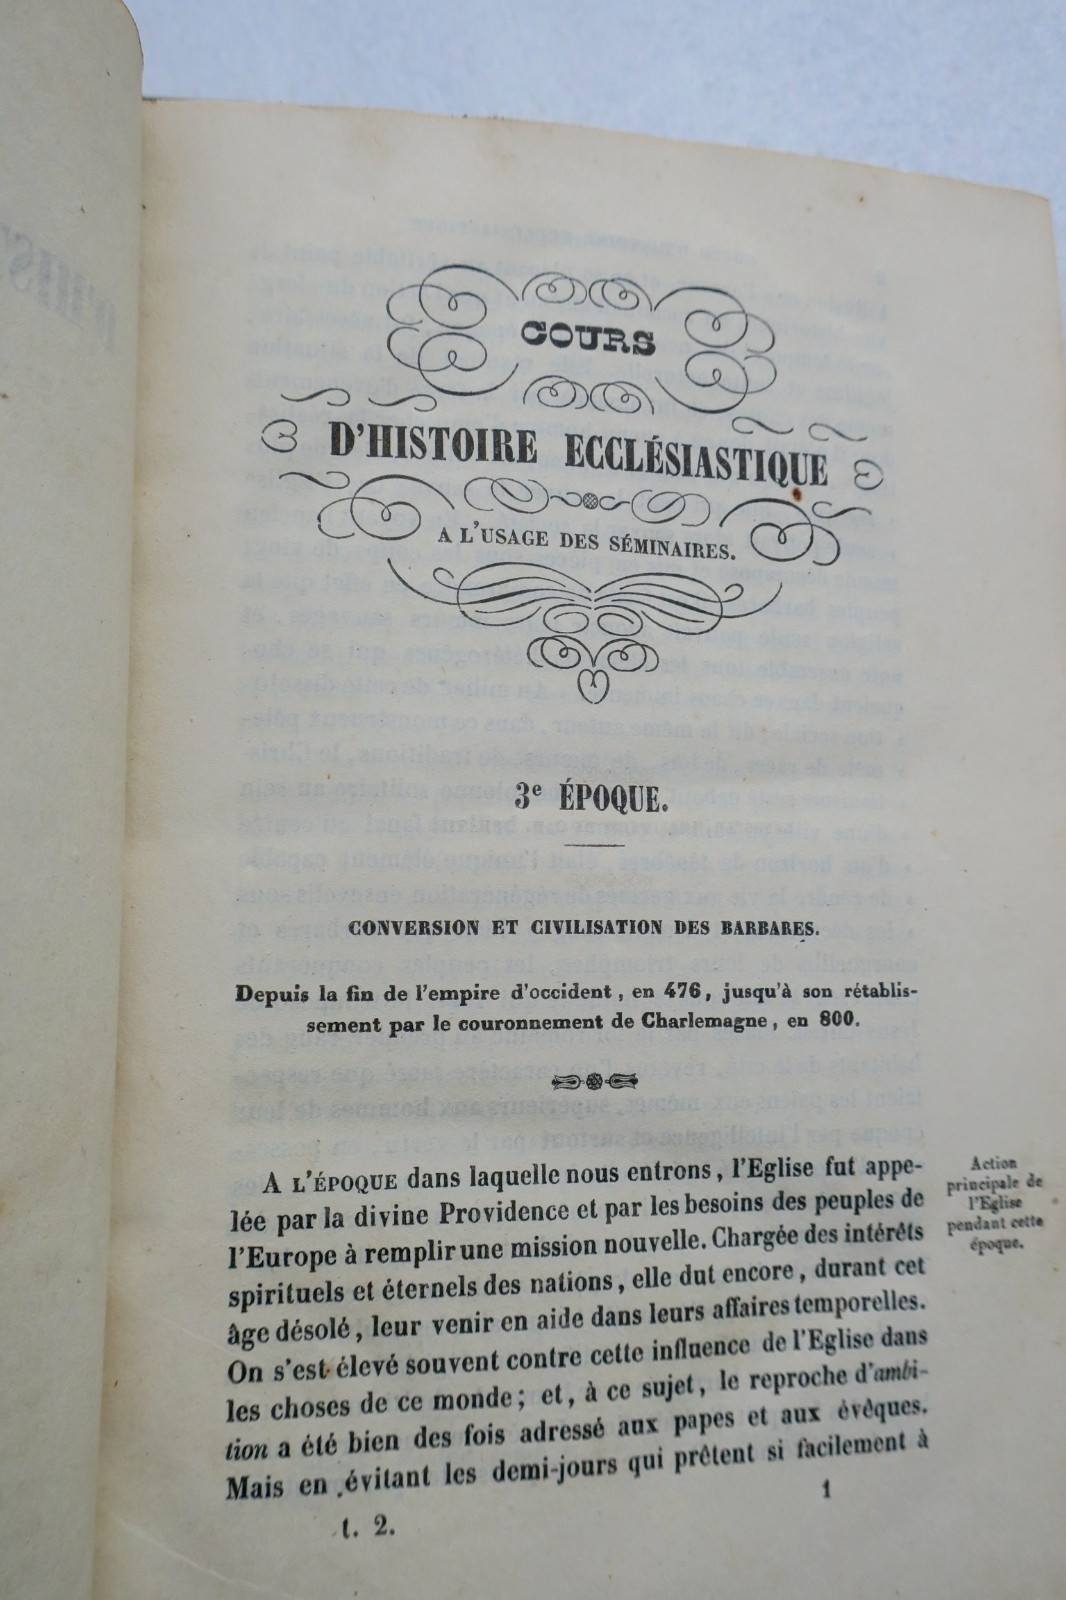 COURS
D'HISTOIRE ECCLÉSIASTIQUE
A L'USAGE DES SÉMINAIRES.
3e ÉPOQUE.
CONVERSION ET CIVILISATION DES BARBARES.
Depuis la fin de l'empire d'occident, en 476, jusqu'à son rétablis-
sement par le couronnement de Charlemagne, en 800.
A L'ÉPOQUE dans laquelle nous entrons, l'Eglise fut appe-
lée par la divine Providence et par les besoins des peuples de
l'Europe à remplir une mission nouvelle. Chargée des intérêts
spirituels et éternels des nations, elle dut encore, durant cet
âge désolé, leur venir en aide dans leurs affaires temporelles.
On s'est élevé souvent contre cette influence de l'Eglise dans
les choses de ce monde; et, à ce sujet, le reproche d'ambi-
tion a été bien des fois adressé aux papes et aux évêques.
Mais en évitant les demi-jours qui prêtent si facilement à
t. 2.
1
Action
principale de
l'Eglise
pendant cette
époque.